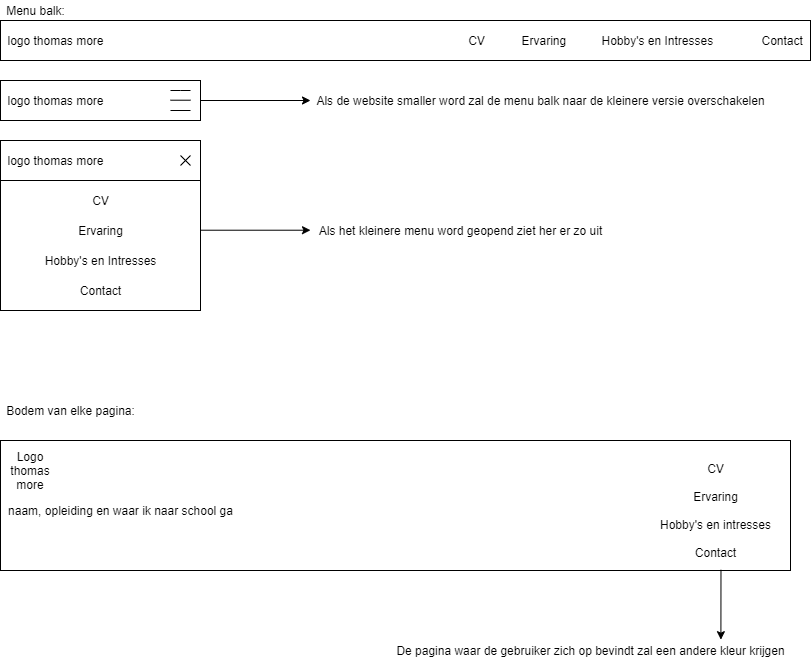 Menu balk:
logo thomas more CV Ervaring Hobby's en Intresses Contact
logo thomas more Als de website smaller word zal de menu balk naar de kleinere versie overschakelen
logo thomas more
CV
Ervaring Als het kleinere menu word geopend ziet her er zo uit
Hobby's en Intresses
Contact
Bodem van elke pagina:
Logo
thomas
more
naam, opleiding en waar ik naar school ga
CV
Ervaring
Hobby's en intresses
Contact
De pagina waar de gebruiker zich op bevindt zal een andere kleur krijgen